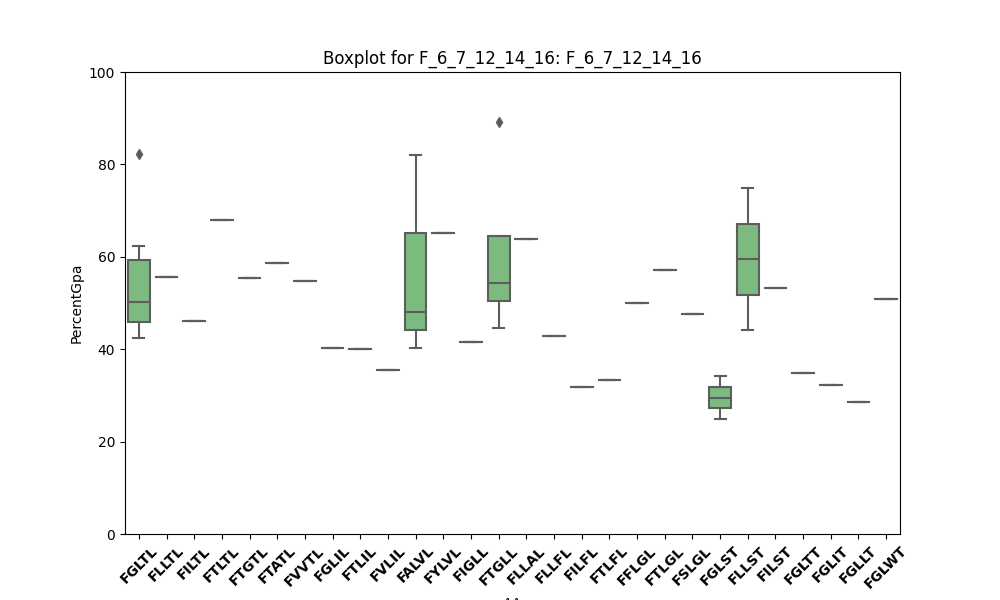 Boxplot for F_6_7_12_14_16: F_6_7_12_14_16
100
80
60
40
20
0
PercentGpa
FGLTL
FLLTL
FILTL
FTLTL
FTGTL
FTATL
FVVTL
FGLIL
FTLIL
FVLIL
FALVL
FYLVL
FIGLL
FTGLL
FLLAL
FLLFL
FILFL
FTLFL
FFLGL
FTLGL
FSLGL
FGLST
FLLST
FILST
FGLTT
FGLIT
FGLLT
FGLWT